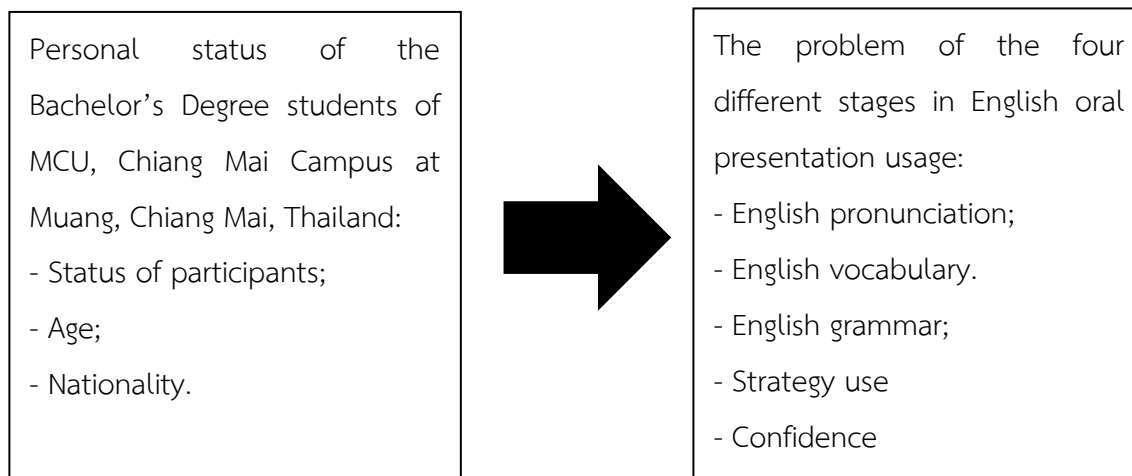 Personal status of the
Bachelor’s Degree students of
MCU, Chiang Mai Campus at
Muang, Chiang Mai, Thailand:
- Status of participants;
- Age;
- Nationality.
The problem of the four
different stages in English oral
presentation usage:
- English pronunciation;
- English vocabulary.
- English grammar;
- Strategy use
- Confidence